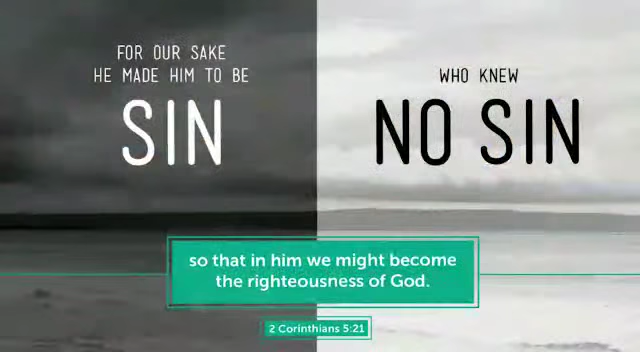 FOR OUR SAKE
HE MADE HIM TO BE
SIN
WHO KNEW
NO SIN
so that in him we might become
the righteousness of God.
2 Corinthians 5:21